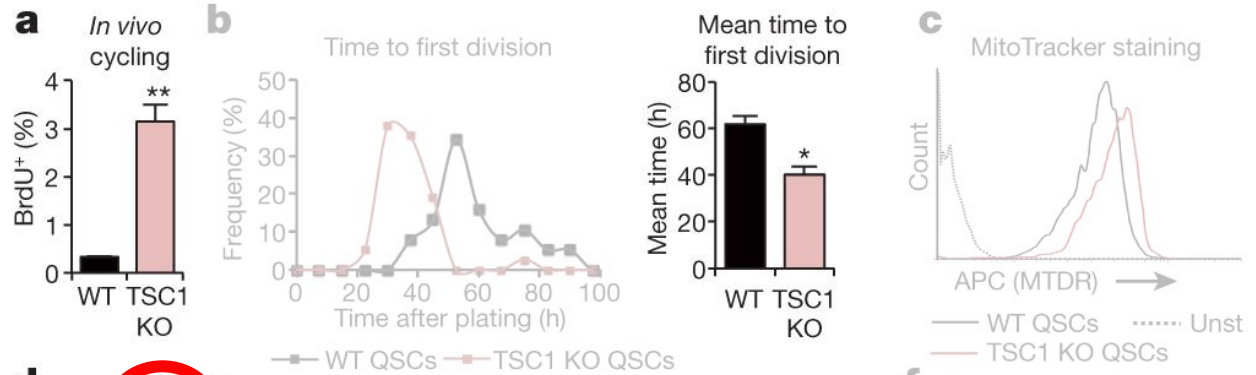 a
In vivo
cycling
BrdU⁺ (%)
4
3
2
1
0
**
WT TSC1
KO
b
Time to first division
Frequency (%)
50
40
30
20
10
0
0 20 40 60 80 100
Time after plating (h)
WT QSCs TSC1 KO QSCs
Mean time to
first division
Mean time (h)
80
60
40
20
0
*
WT TSC1
KO
c
MitoTracker staining
Count
APC (MTDR)
WT QSCs Unst
TSC1 KO QSCs